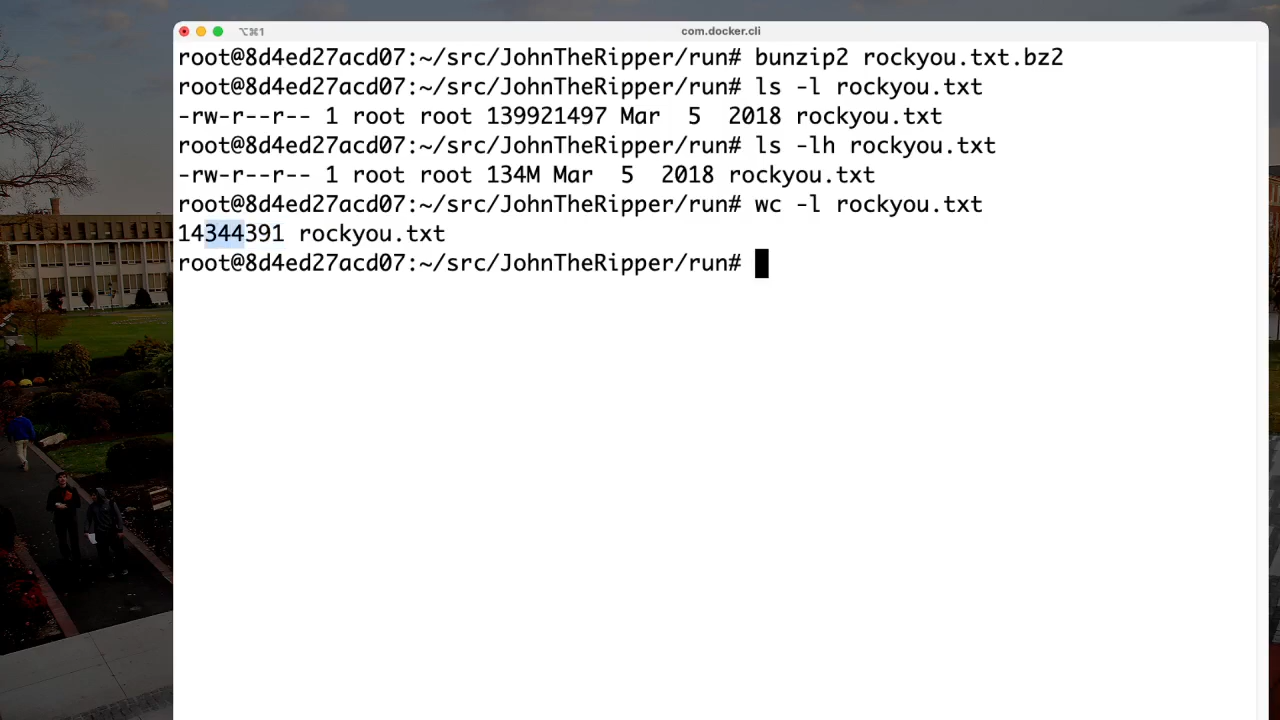 ⌥⌘1
com.docker.cli
root@8d4ed27acd07:~/src/JohnTheRipper/run# bunzip2 rockyou.txt.bz2
root@8d4ed27acd07:~/src/JohnTheRipper/run# ls -l rockyou.txt
-rw-r--r-- 1 root root 139921497 Mar  5  2018 rockyou.txt
root@8d4ed27acd07:~/src/JohnTheRipper/run# ls -lh rockyou.txt
-rw-r--r-- 1 root root 134M Mar  5  2018 rockyou.txt
root@8d4ed27acd07:~/src/JohnTheRipper/run# wc -l rockyou.txt
14344391 rockyou.txt
root@8d4ed27acd07:~/src/JohnTheRipper/run#